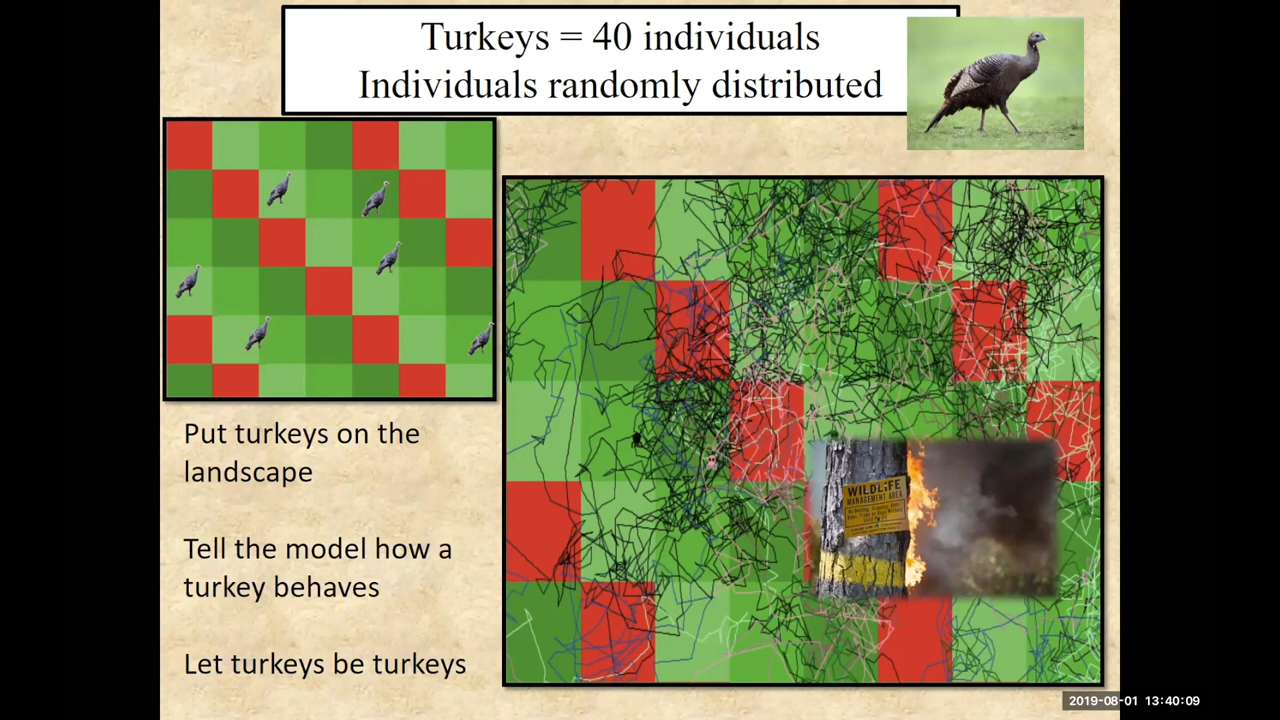 Turkeys = 40 individuals
Individuals randomly distributed
Put turkeys on the
landscape
Tell the model how a
turkey behaves
Let turkeys be turkeys
WILDLIFE
MANAGEMENT AREA
2019-08-01 13:40:09